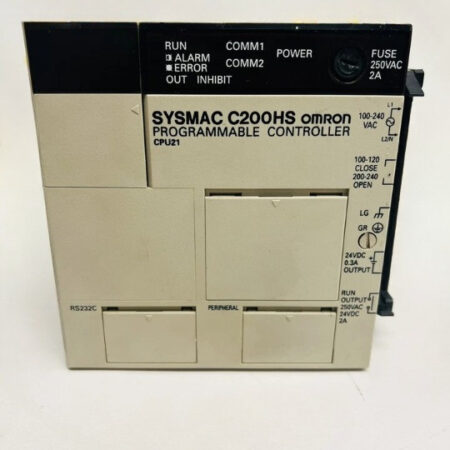 RUN COMM1 POWER FUSE
ALARM 250VAC
ERROR COMM2 2A
OUT INHIBIT
SYSMAC C200HS omron
PROGRAMMABLE CONTROLLER
CPU21
L1
100-240
VAC
L2/N
100-120
CLOSE
200-240
OPEN
LG
GR
24VDC
0.3A
OUTPUT
RUN
OUTPUT
250VAC
24VDC
2A
RS232C
PERIPHERAL